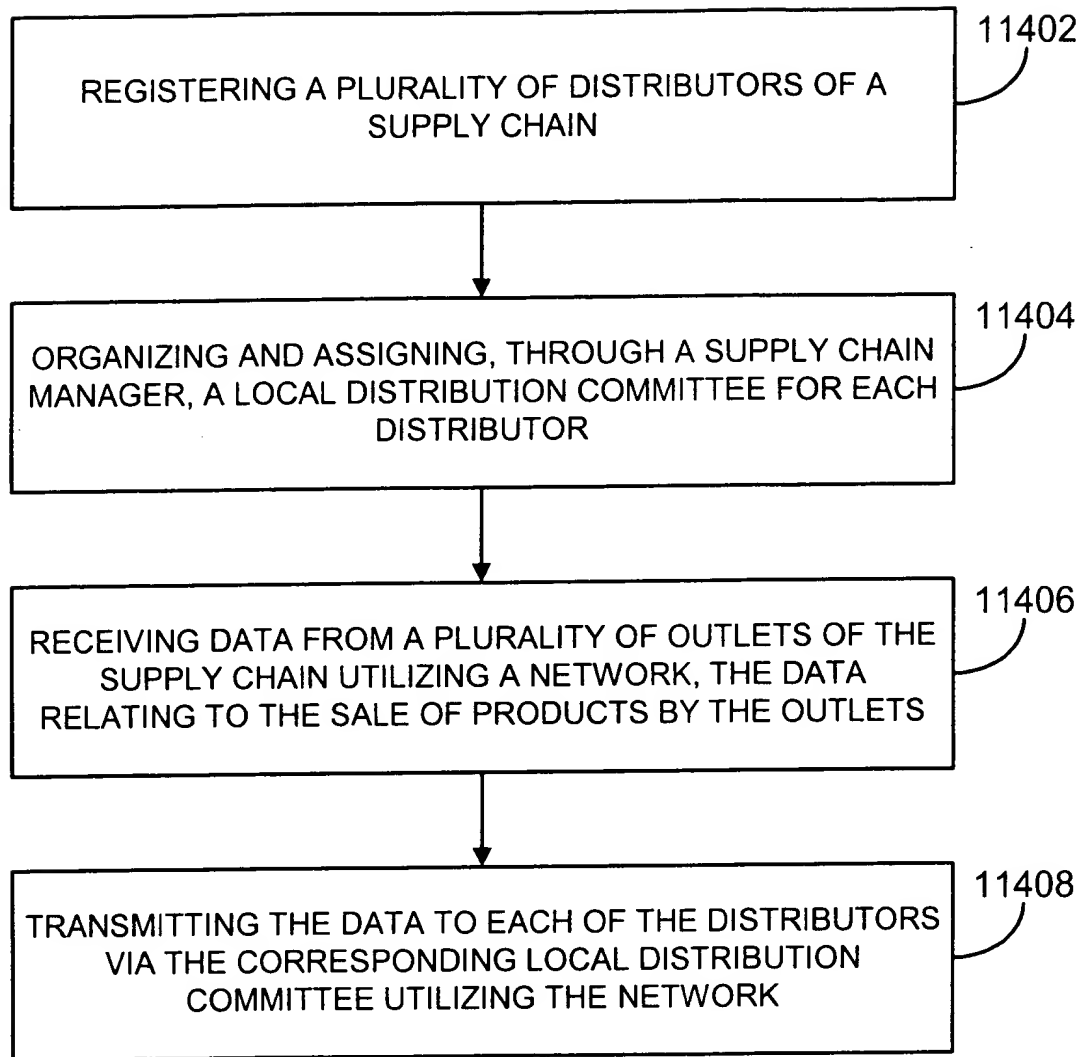 11402
REGISTERING A PLURALITY OF DISTRIBUTORS OF A
SUPPLY CHAIN
11404
ORGANIZING AND ASSIGNING, THROUGH A SUPPLY CHAIN
MANAGER, A LOCAL DISTRIBUTION COMMITTEE FOR EACH
DISTRIBUTOR
11406
RECEIVING DATA FROM A PLURALITY OF OUTLETS OF THE
SUPPLY CHAIN UTILIZING A NETWORK, THE DATA
RELATING TO THE SALE OF PRODUCTS BY THE OUTLETS
11408
TRANSMITTING THE DATA TO EACH OF THE DISTRIBUTORS
VIA THE CORRESPONDING LOCAL DISTRIBUTION
COMMITTEE UTILIZING THE NETWORK